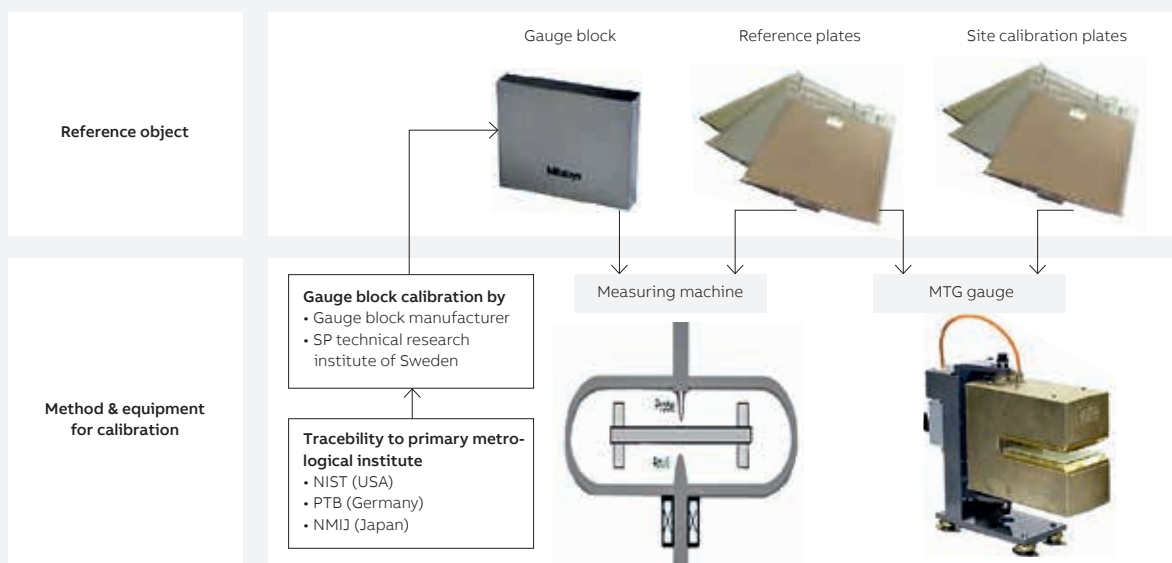 Gauge block
Reference plates
Site calibration plates
Reference object
Mitutoyo
Gauge block calibration by
• Gauge block manufacturer
• SP technical research
institute of Sweden
Measuring machine
MTG gauge
Method & equipment
for calibration
Tracebility to primary metro-
logical institute
• NIST (USA)
• PTB (Germany)
• NMIJ (Japan)
Probe
Anvil